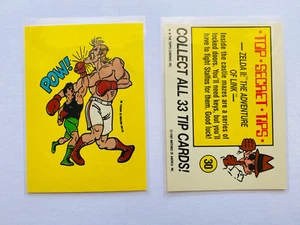 POW!
TOP-SECRET-TIPS
—ZELDA II: THE ADVENTURE
OF LINK—
Inside the castle mazes are a series of
locked doors. You'll need keys, but you'll
have to fight Stalfos for them. Good luck!
30
COLLECT ALL 33 TIP CARDS!